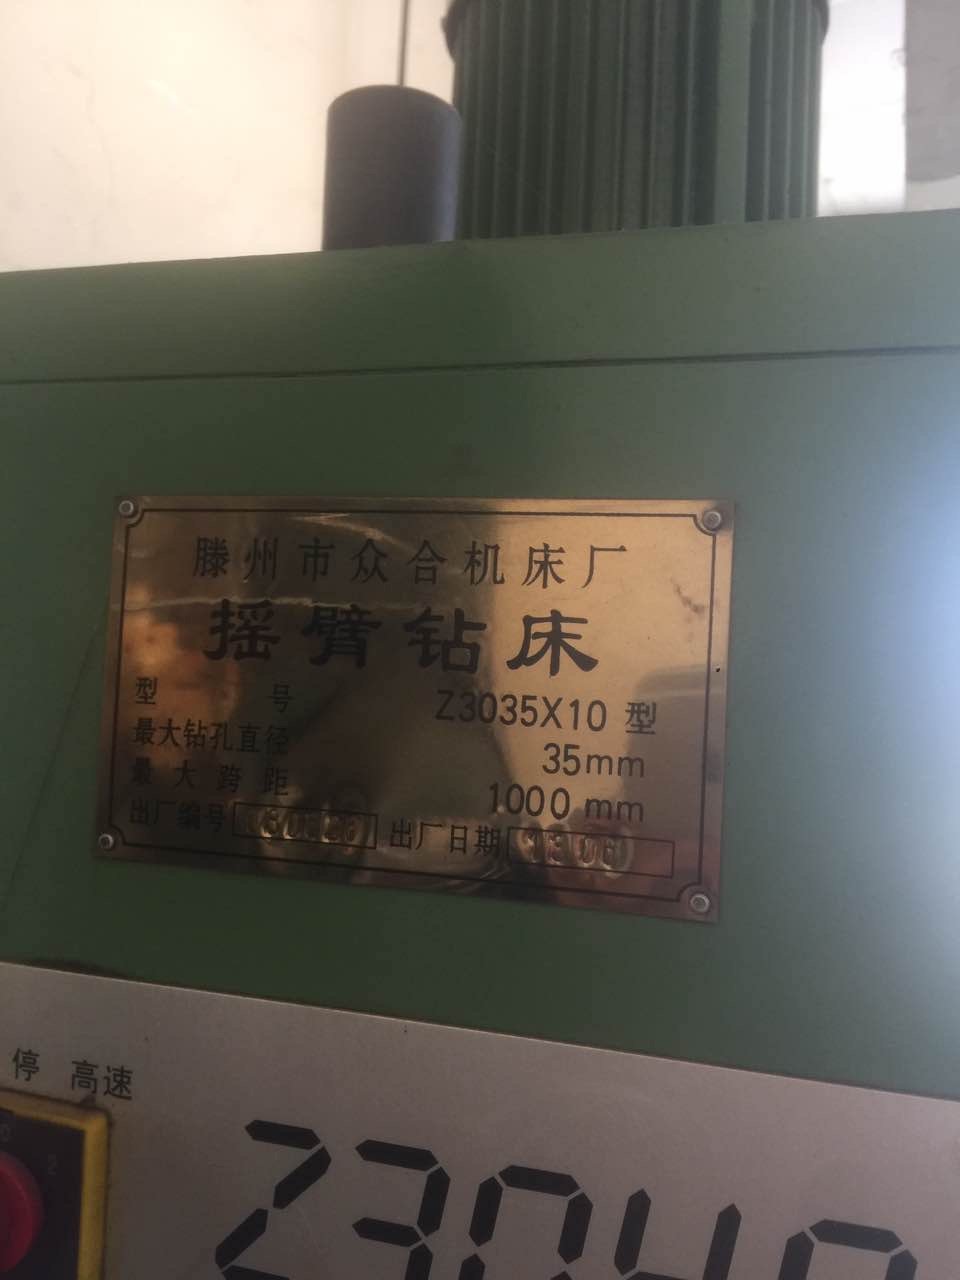 滕州市众合机床厂
摇臂钻床
型号 Z3035X10 型
最大钻孔直径 35mm
最大跨距 1000mm
出厂编号 出厂日期
停 高速
2